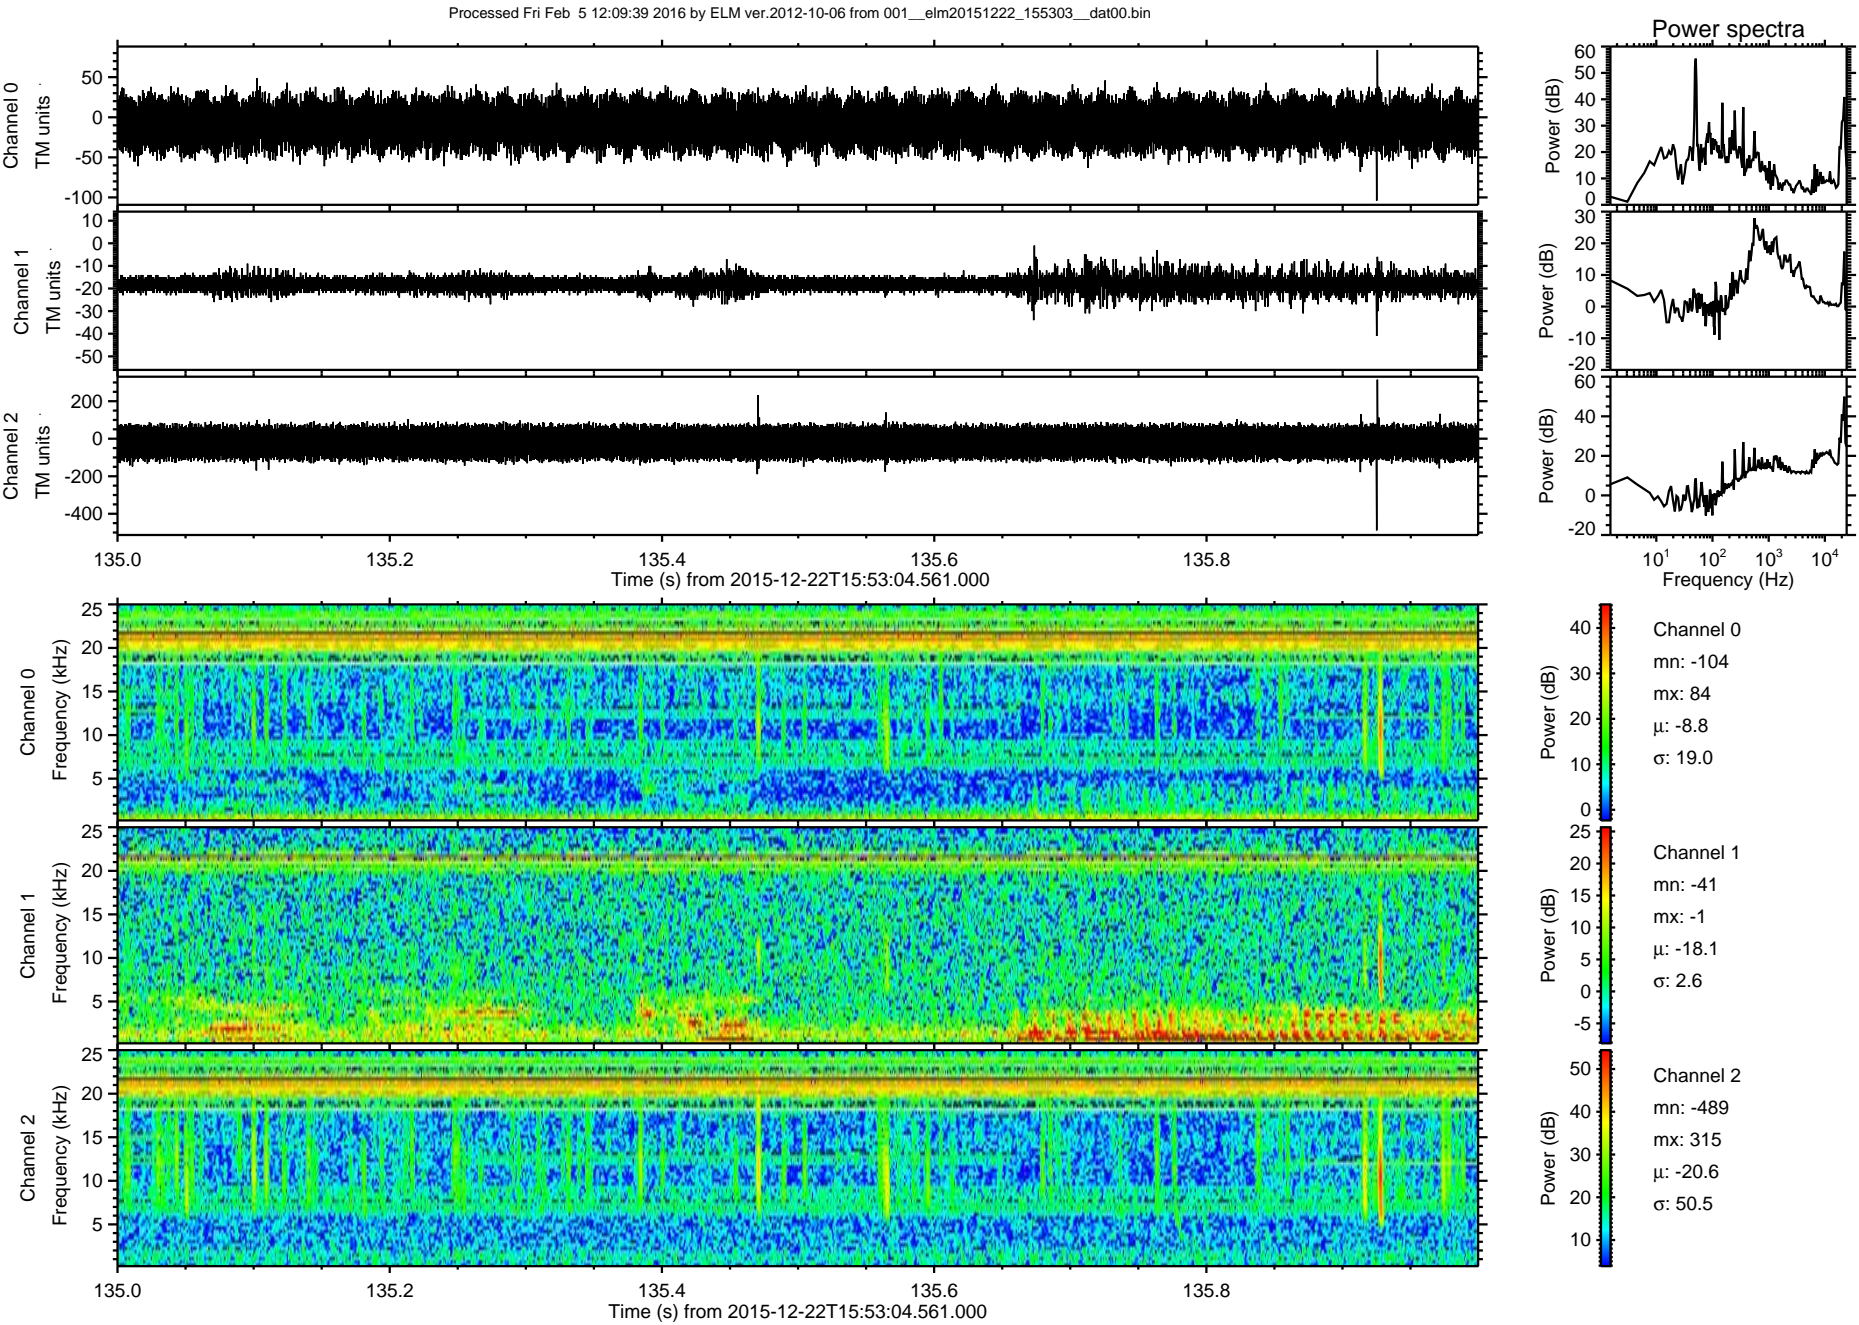 Processed Fri Feb  5 12:09:39 2016 by ELM ver.2012-10-06 from 001__elm20151222_155303__dat00.bin
Power spectra
Channel 0
TM units
50
0
-50
-100
Power (dB)
60
50
40
30
20
10
0
Channel 1
TM units
10
0
-10
-20
-30
-40
-50
Power (dB)
30
20
10
0
-10
-20
Channel 2
TM units
200
0
-200
-400
Power (dB)
60
40
20
0
-20
135.0 135.2 135.4 135.6 135.8
Time (s) from 2015-12-22T15:53:04.561.000
10^1 10^2 10^3 10^4
Frequency (Hz)
Channel 0
Frequency (kHz)
25
20
15
10
5
Power (dB)
40
30
20
10
0
Channel 0
mn: -104
mx: 84
μ: -8.8
σ: 19.0
Channel 1
Frequency (kHz)
25
20
15
10
5
Power (dB)
25
20
15
10
5
0
-5
Channel 1
mn: -41
mx: -1
μ: -18.1
σ: 2.6
Channel 2
Frequency (kHz)
25
20
15
10
5
Power (dB)
50
40
30
20
10
Channel 2
mn: -489
mx: 315
μ: -20.6
σ: 50.5
135.0 135.2 135.4 135.6 135.8
Time (s) from 2015-12-22T15:53:04.561.000